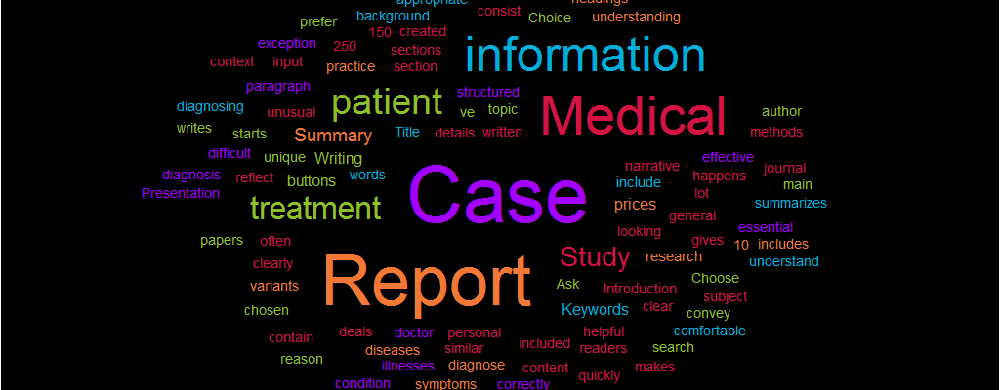 appropriate headings
background consist Choice understanding
prefer 150 created
exception 250 sections information
context input practice section
paragraph patient structured Medical
diagnosing unusual ve topic author
writes starts Summary Title details written methods
difficult unique Writing effective
diagnosis reflect buttons words Case narrative happens journal
Presentation include lot main
treatment prices summarizes
general
papers often looking gives essential
10 includes
clearly Report Study research understand
variants Ask Introduction Choose
chosen Keywords clear subject
convey
contain deals doctor personal helpful comfortable
reason diseases similar included readers search
illnesses diagnose content quickly makes
condition symptoms correctly